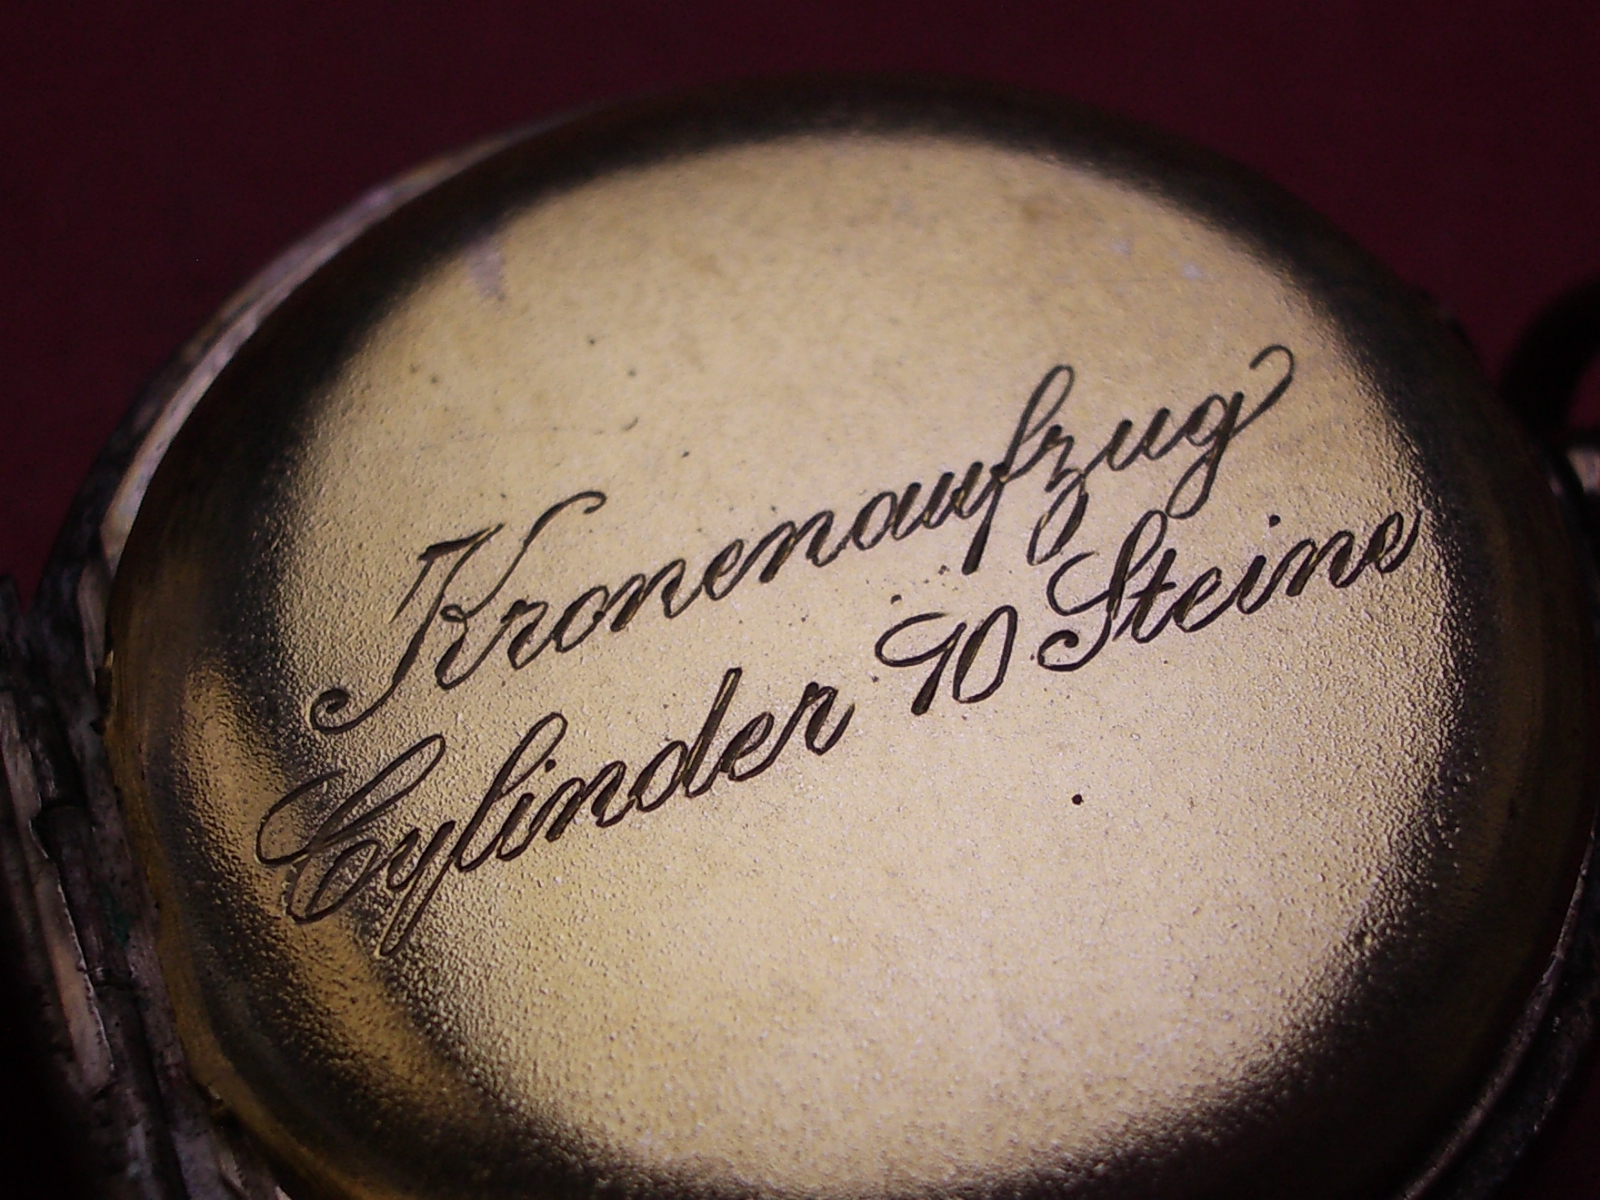 Kronenaufzug
Cylinder 10 Steine